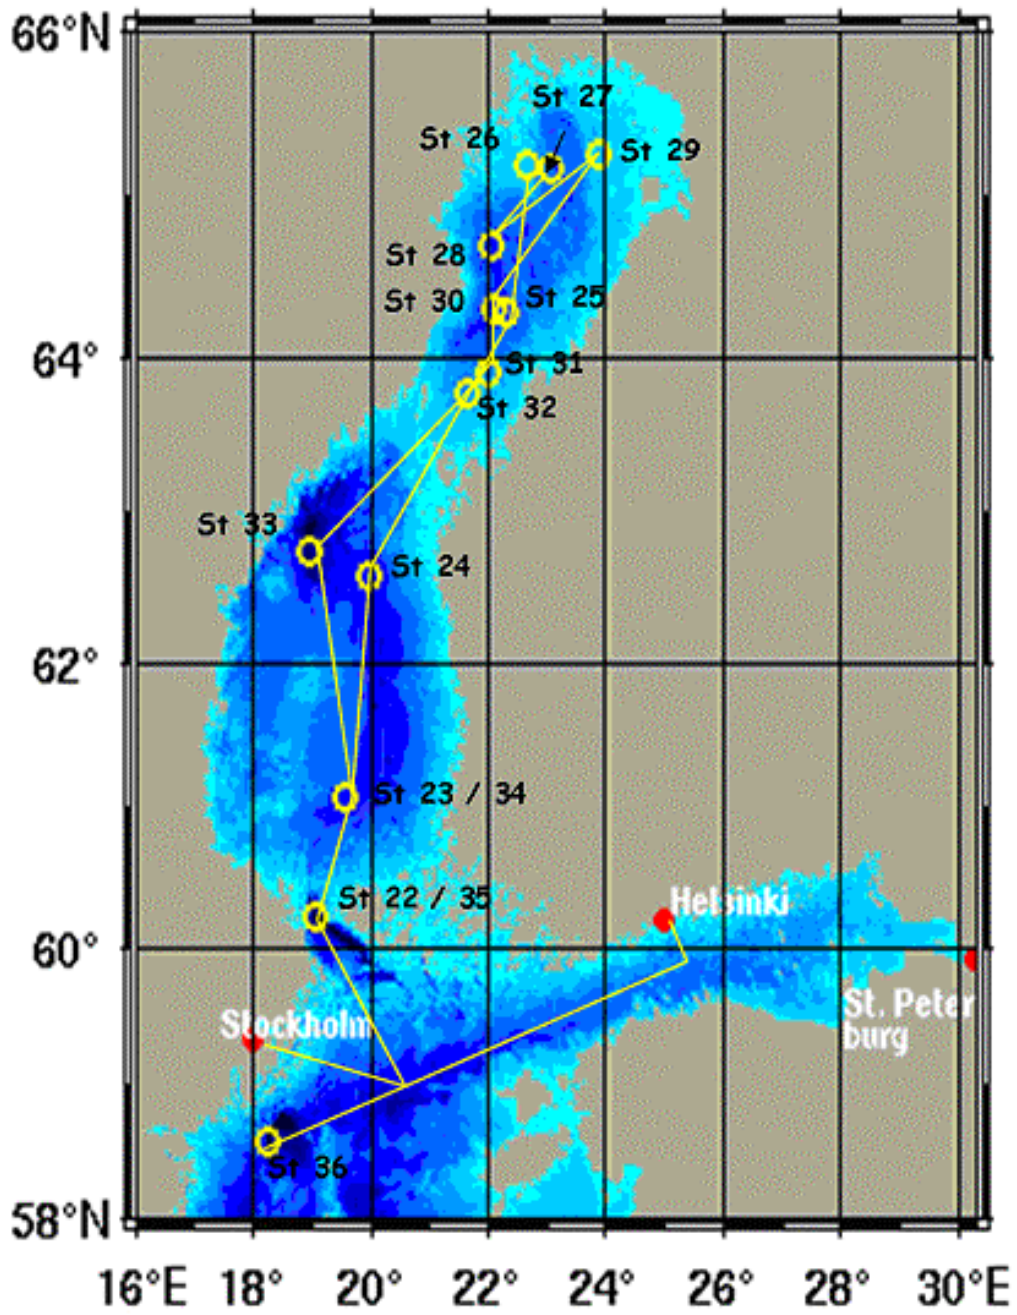 66°N
St 27
St 26
St 29
St 28
St 30
St 25
64°
St 31
St 32
St 33
St 24
62°
St 23 / 34
St 22 / 35
Helsinki
60°
St. Peter
burg
Stockholm
St 36
58°N
16°E 18° 20° 22° 24° 26° 28° 30°E